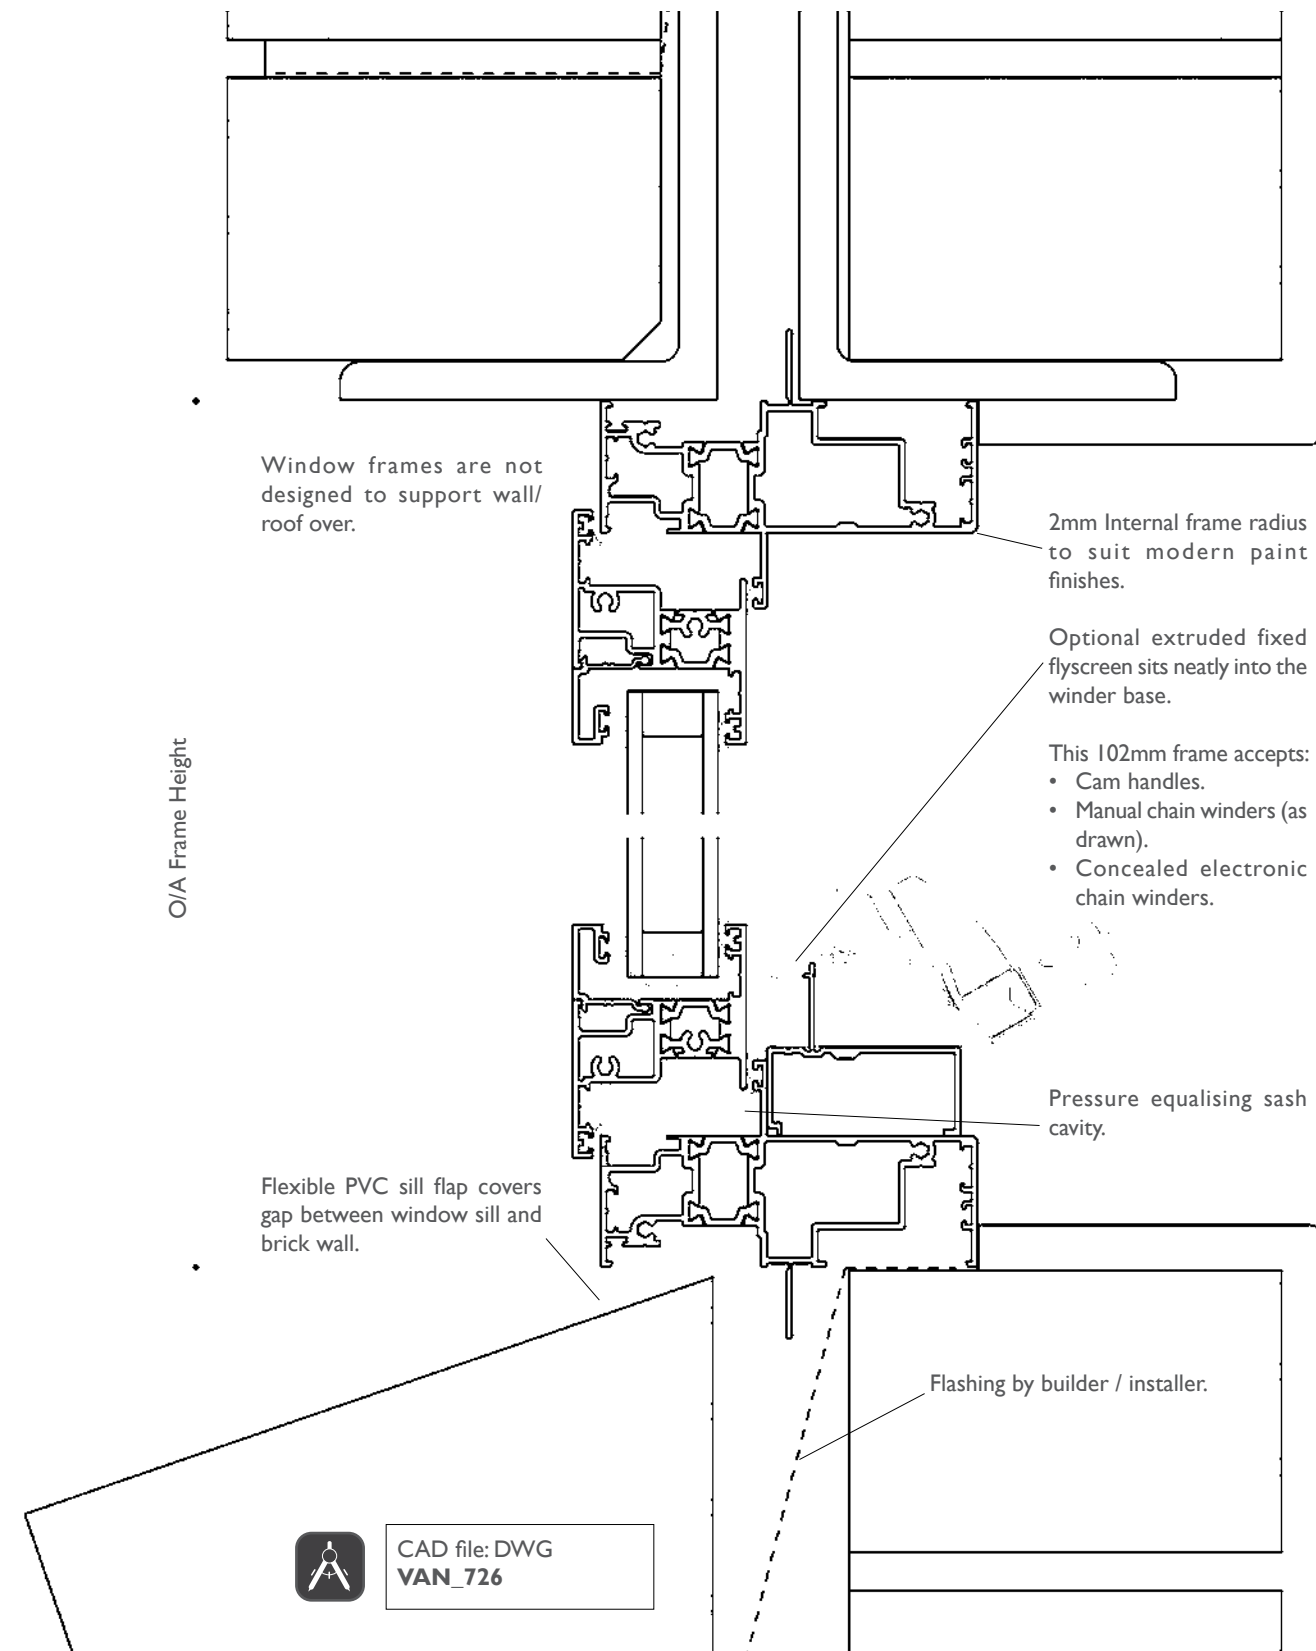 Window frames are not
designed to support wall/
roof over.
2mm Internal frame radius
to suit modern paint
finishes.
Optional extruded fixed
flyscreen sits neatly into the
winder base.
O/A Frame Height
This 102mm frame accepts:
• Cam handles.
• Manual chain winders (as
drawn).
• Concealed electronic
chain winders.
Pressure equalising sash
cavity.
Flexible PVC sill flap covers
gap between window sill and
brick wall.
Flashing by builder / installer.
CAD file: DWG
VAN_726